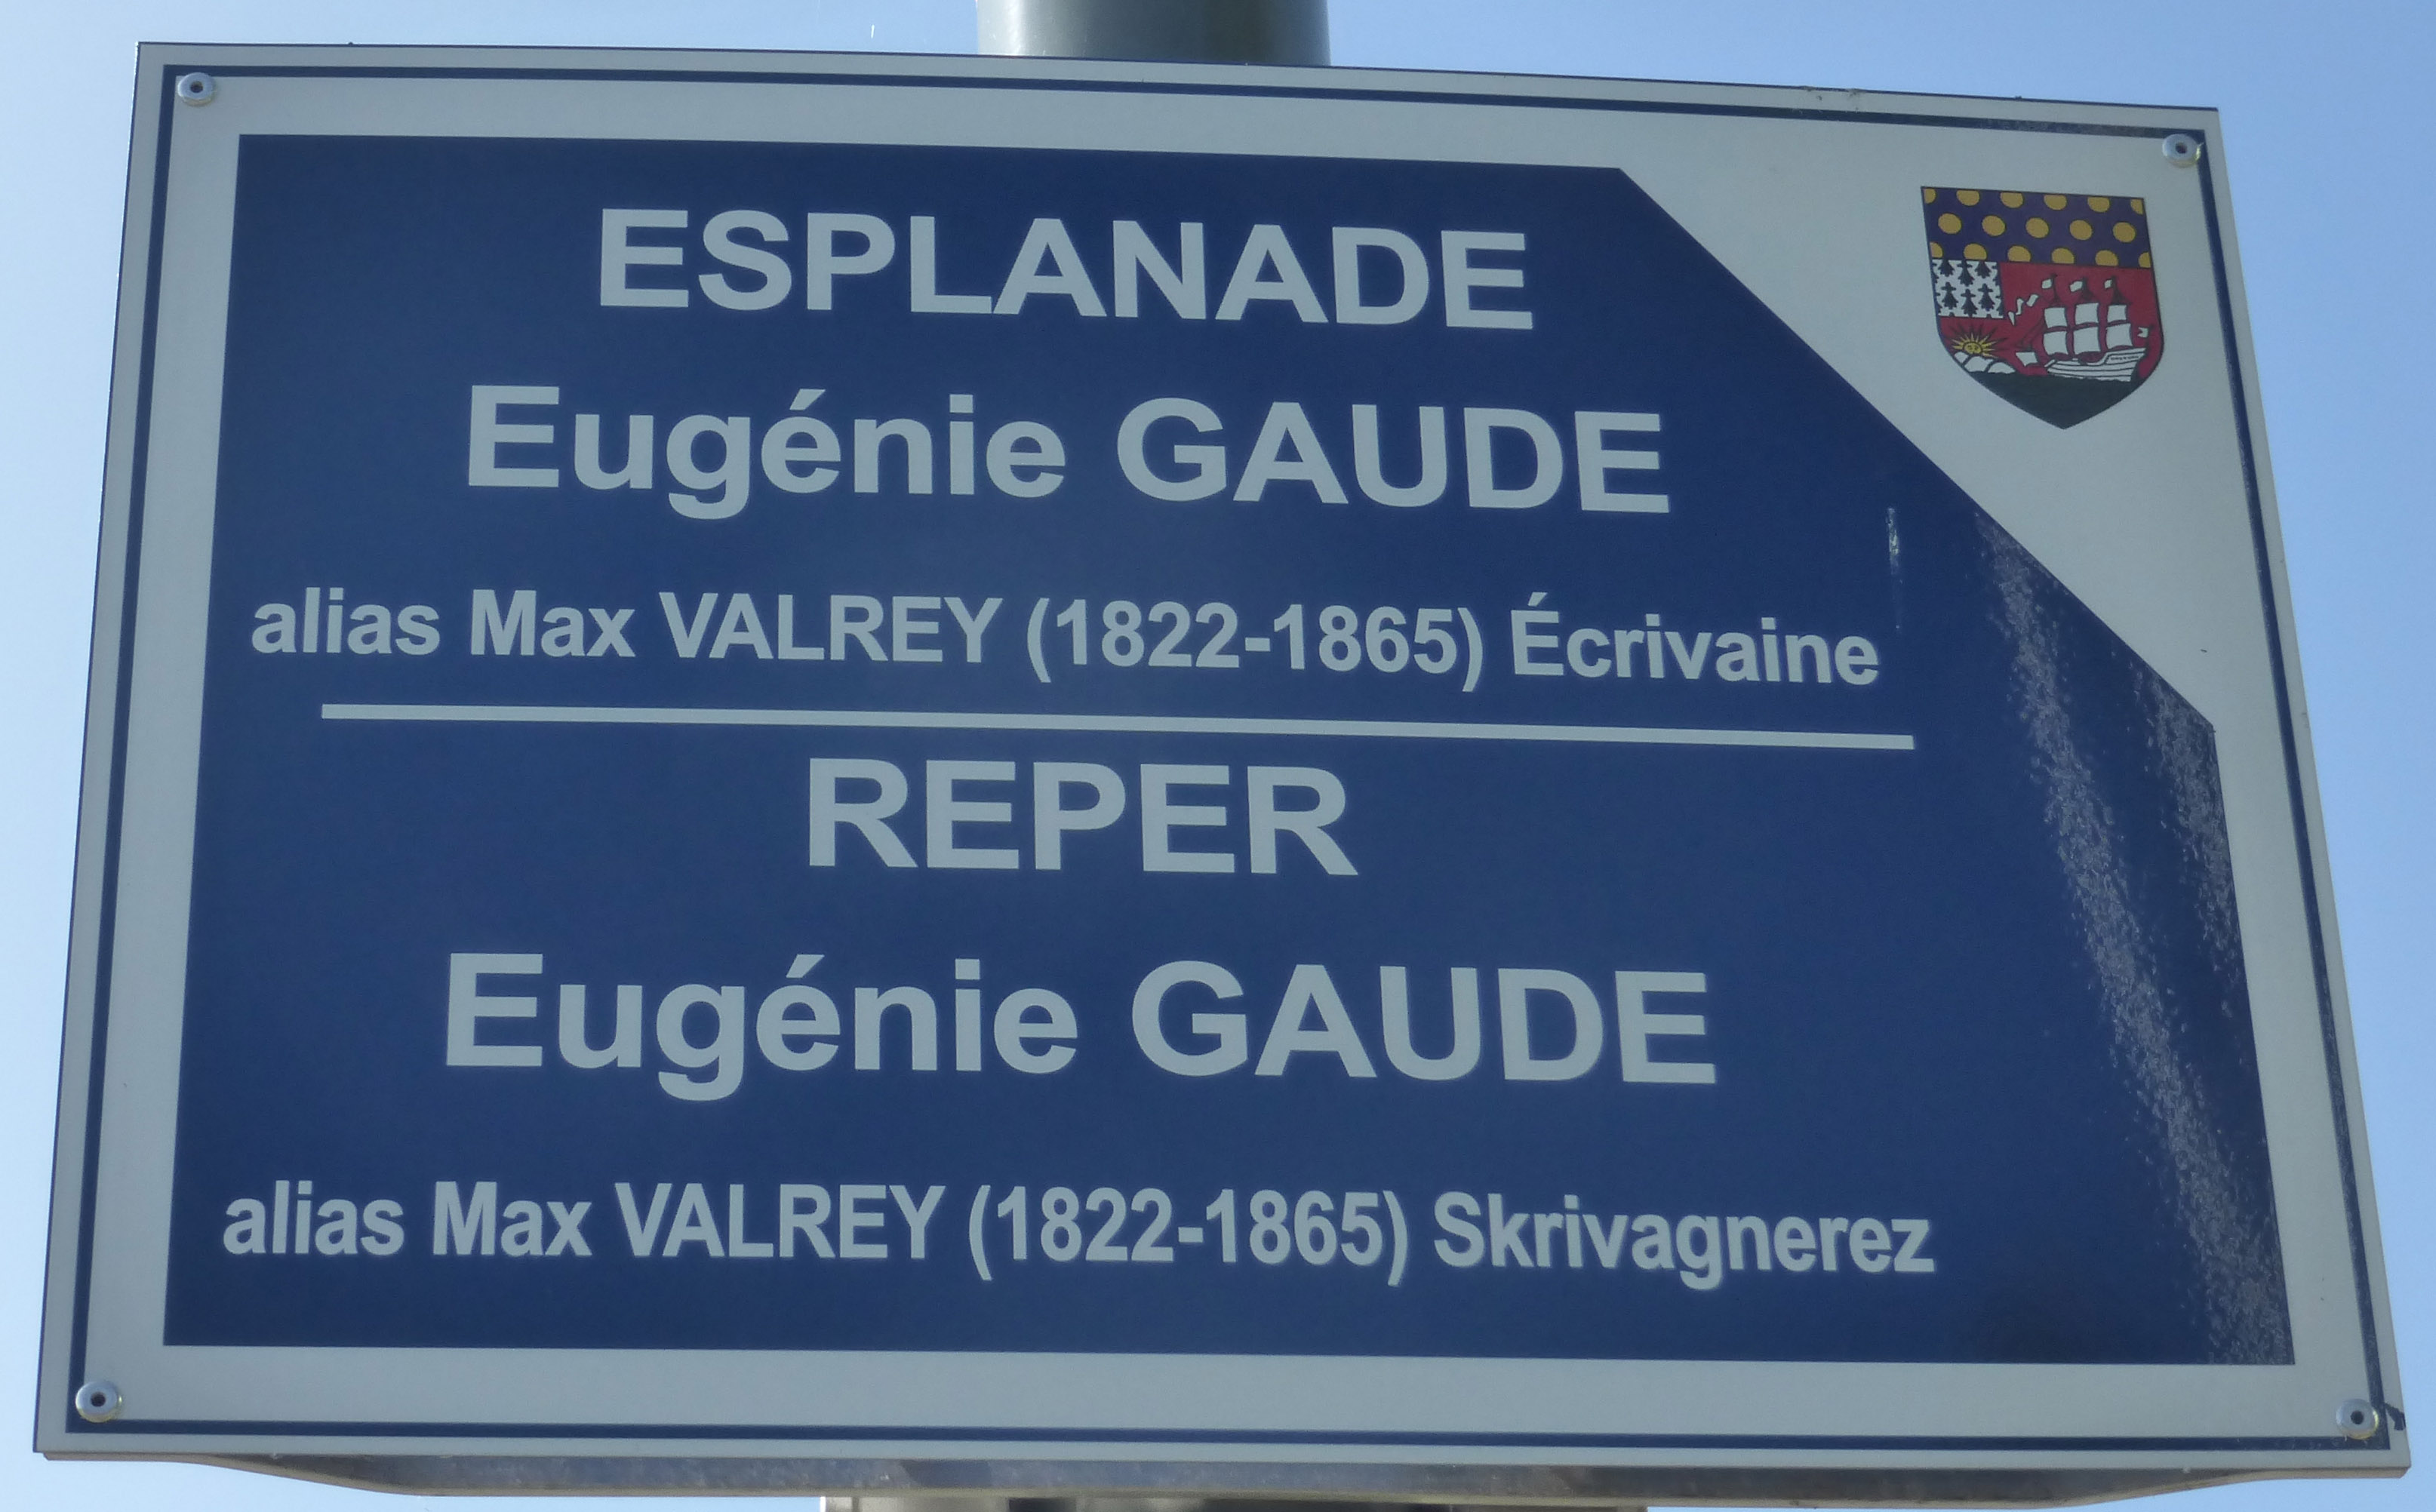 ESPLANADE
Eugénie GAUDE
alias Max VALREY (1822-1865) Écrivaine
REPER
Eugénie GAUDE
alias Max VALREY (1822-1865) Skrivagnerez